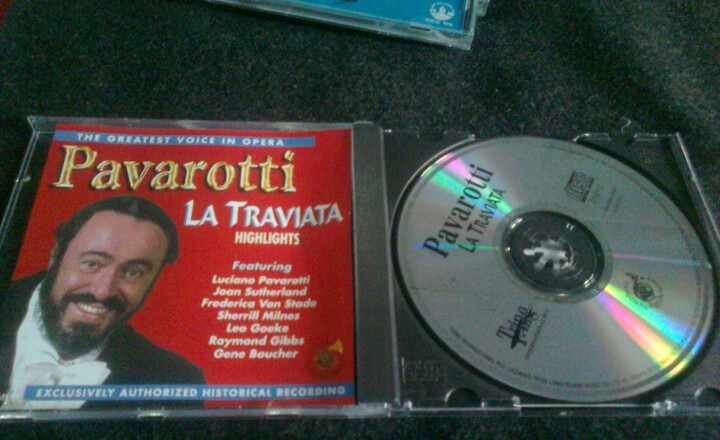 THE GREATEST VOICE IN OPERA
Pavarotti
LA TRAVIATA
HIGHLIGHTS
Featuring
Luciano Pavarotti
Joan Sutherland
Frederica Von Stade
Sherrill Milnes
Leo Goeke
Raymond Gibbs
Gene Boucher
EXCLUSIVELY AUTHORIZED HISTORICAL RECORDING
Pavarotti
LA TRAVIATA